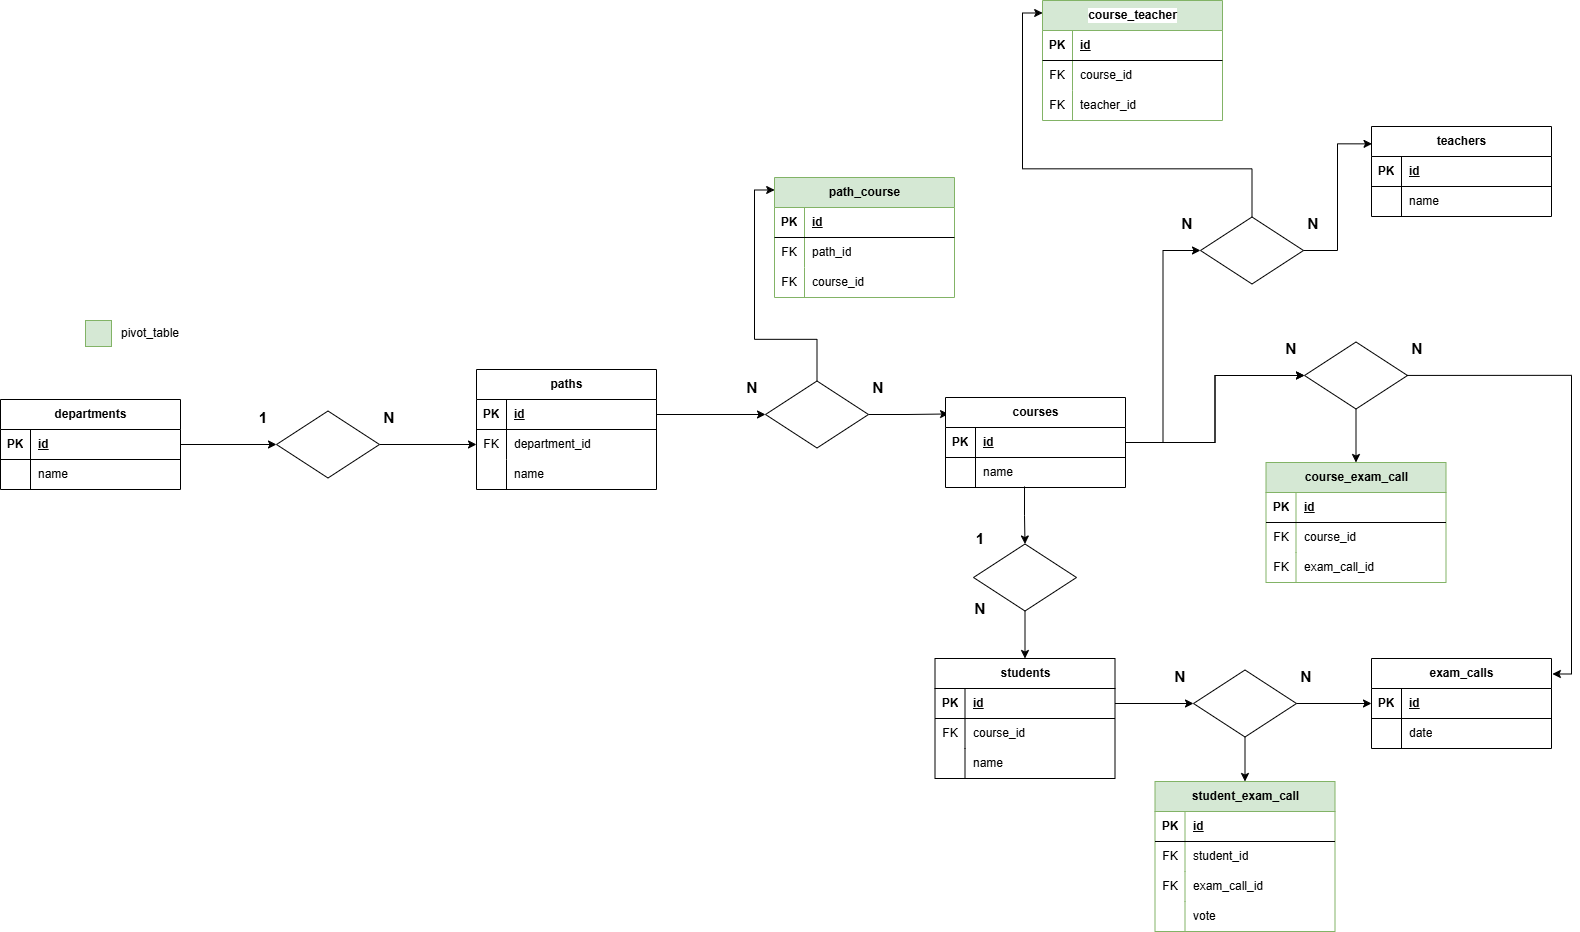 course_teacher
PK id
FK course_id
FK teacher_id
teachers
PK id
name
N N
path_course
PK id
FK path_id
FK course_id
pivot_table
departments
PK id
name
1 N
paths
PK id
FK department_id
name
N N
courses
PK id
name
N N
course_exam_call
PK id
FK course_id
FK exam_call_id
1
N
students
PK id
FK course_id
name
N N
exam_calls
PK id
date
student_exam_call
PK id
FK student_id
FK exam_call_id
vote